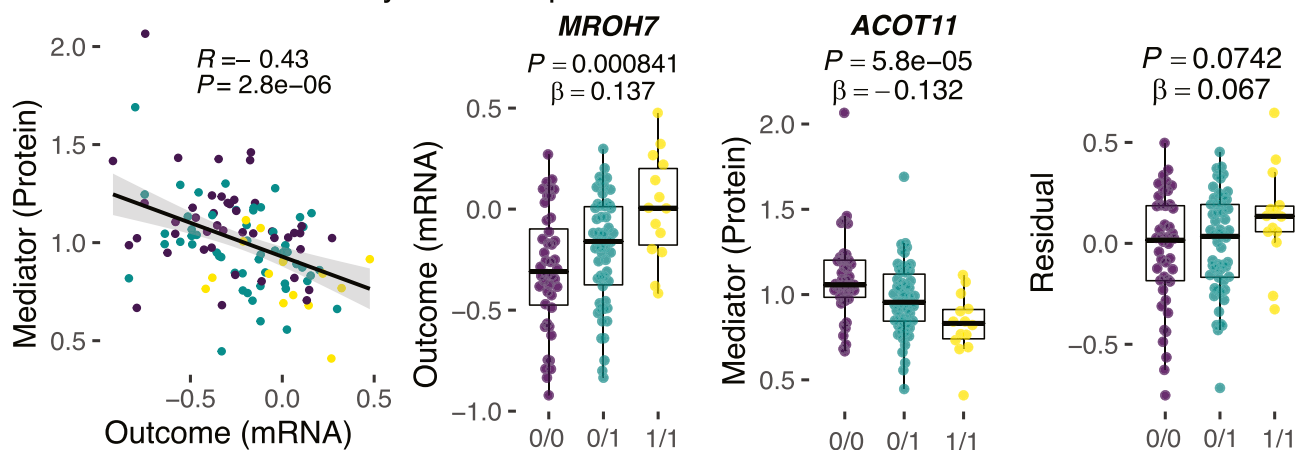 R =− 0.43
P = 2.8e−06
Mediator (Protein)
2.0
1.5
1.0
0.5
−0.5
0.0
0.5
Outcome (mRNA)
MROH7
P = 0.000841
β = 0.137
Outcome (mRNA)
0.5
0.0
−0.5
−1.0
0/0
0/1
1/1
ACOT11
P = 5.8e−05
β = −0.132
Mediator (Protein)
2.0
1.5
1.0
0.5
0/0
0/1
1/1
P = 0.0742
β = 0.067
Residual
0.5
0.0
−0.5
0/0
0/1
1/1